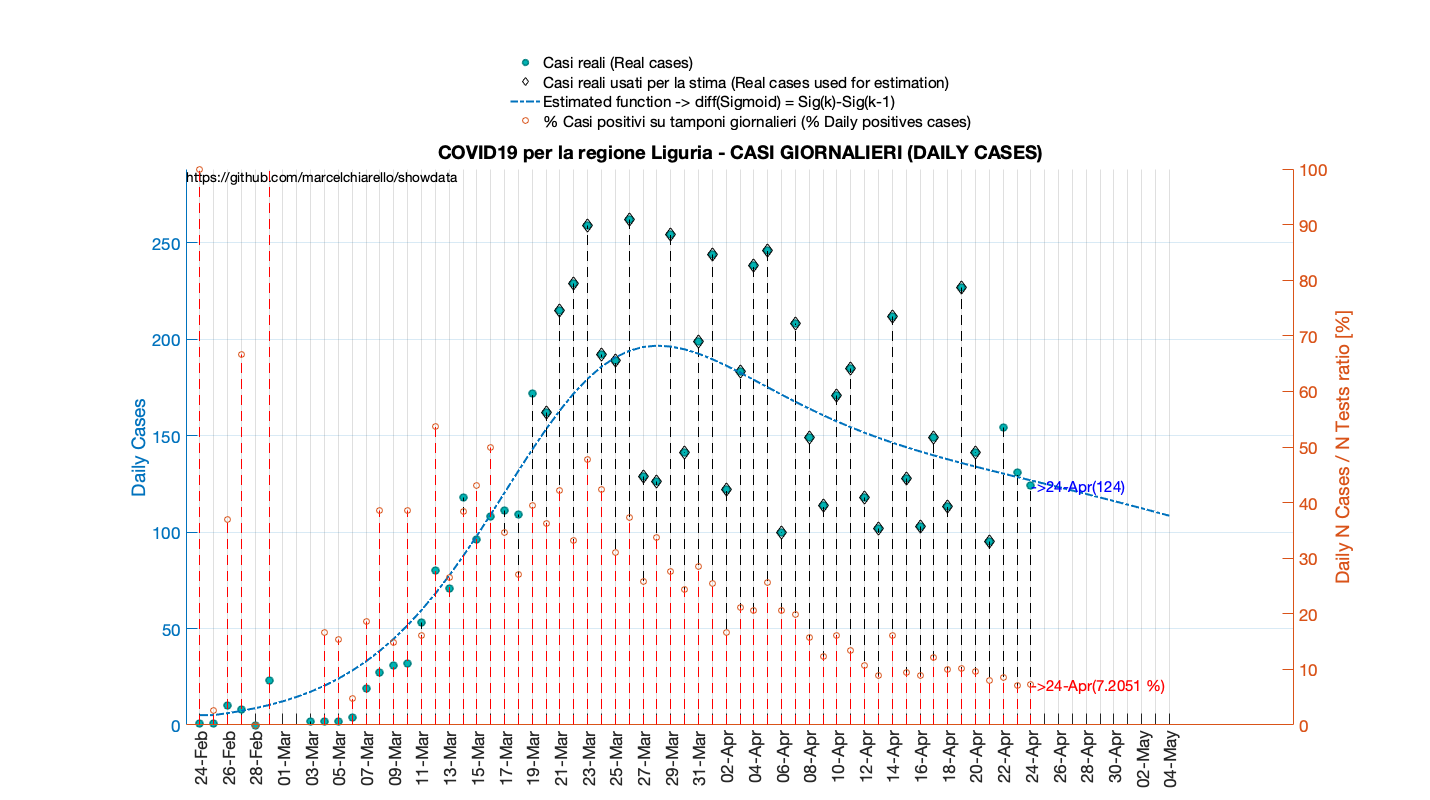 Casi reali (Real cases)
Casi reali usati per la stima (Real cases used for estimation)
Estimated function -> diff(Sigmoid) = Sig(k)-Sig(k-1)
% Casi positivi su tamponi giornalieri (% Daily positives cases)
COVID19 per la regione Liguria - CASI GIORNALIERI (DAILY CASES)
https://github.com/marcelchiarello/showdata
Daily Cases
250
200
150
100
50
0
100
90
80
70
60
50
40
30
20
10
0
Daily N Cases / N Tests ratio [%]
->24-Apr(124)
->24-Apr(7.2051 %)
24-Feb
26-Feb
28-Feb
01-Mar
03-Mar
05-Mar
07-Mar
09-Mar
11-Mar
13-Mar
15-Mar
17-Mar
19-Mar
21-Mar
23-Mar
25-Mar
27-Mar
29-Mar
31-Mar
02-Apr
04-Apr
06-Apr
08-Apr
10-Apr
12-Apr
14-Apr
16-Apr
18-Apr
20-Apr
22-Apr
24-Apr
26-Apr
28-Apr
30-Apr
02-May
04-May